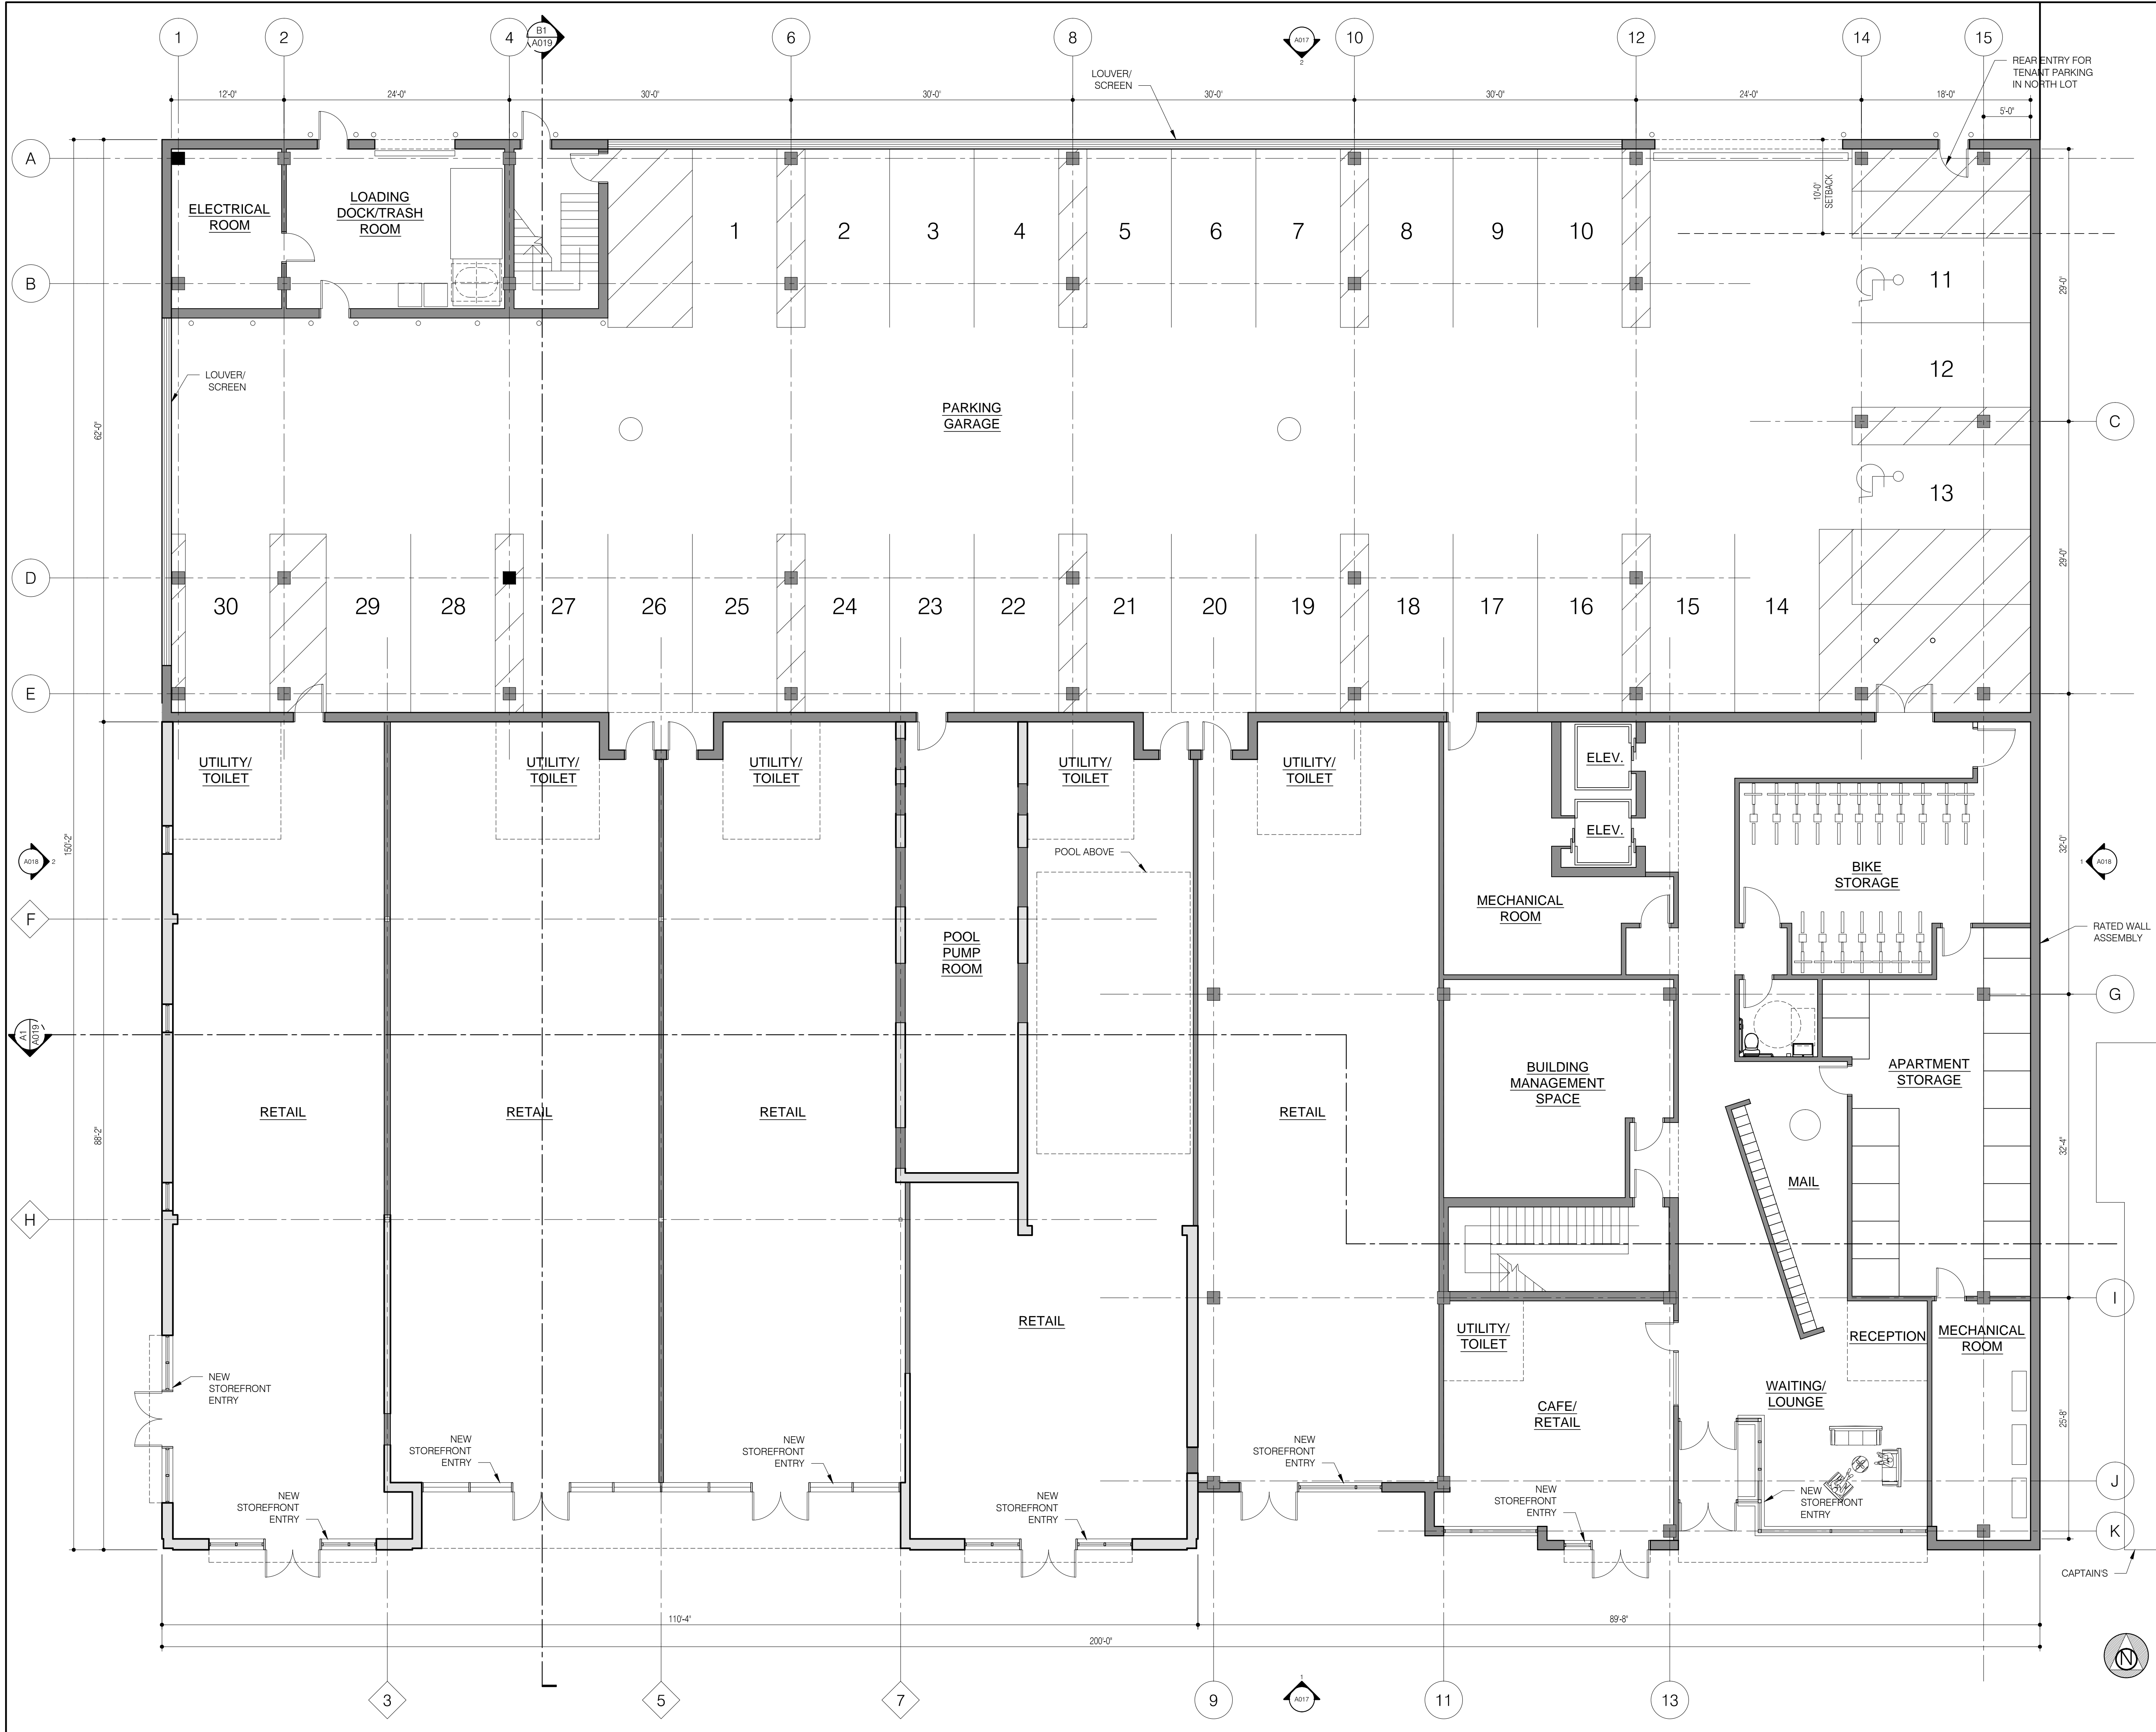 1
2
4
B1
A019
6
8
A017
2
10
12
14
15
REAR ENTRY FOR
TENANT PARKING
IN NORTH LOT
LOUVER/
SCREEN
12'-0"
24'-0"
30'-0"
30'-0"
30'-0"
30'-0"
24'-0"
18'-0"
5'-0"
A
ELECTRICAL
ROOM
LOADING
DOCK/TRASH
ROOM
10'-0"
SETBACK
1
2
3
4
5
6
7
8
9
10
11
B
29'-0"
LOUVER/
SCREEN
12
PARKING
GARAGE
C
62'-0"
13
D
29'-0"
30
29
28
27
26
25
24
23
22
21
20
19
18
17
16
15
14
E
UTILITY/
TOILET
UTILITY/
TOILET
UTILITY/
TOILET
UTILITY/
TOILET
UTILITY/
TOILET
ELEV.
ELEV.
150'-2"
32'-0"
A018
2
POOL ABOVE
BIKE
STORAGE
1
A018
MECHANICAL
ROOM
F
POOL
PUMP
ROOM
RATED WALL
ASSEMBLY
G
A1
A019
BUILDING
MANAGEMENT
SPACE
APARTMENT
STORAGE
RETAIL
RETAIL
RETAIL
RETAIL
88'-2"
32'-4"
MAIL
H
I
RETAIL
UTILITY/
TOILET
RECEPTION
MECHANICAL
ROOM
NEW
STOREFRONT
ENTRY
WAITING/
LOUNGE
CAFE/
RETAIL
25'-8"
NEW
STOREFRONT
ENTRY
NEW
STOREFRONT
ENTRY
NEW
STOREFRONT
ENTRY
J
NEW
STOREFRONT
ENTRY
NEW
STOREFRONT
ENTRY
NEW
STOREFRONT
ENTRY
NEW
STOREFRONT
ENTRY
K
CAPTAIN'S
110'-4"
89'-8"
200'-0"
N
3
5
7
9
1
A017
11
13